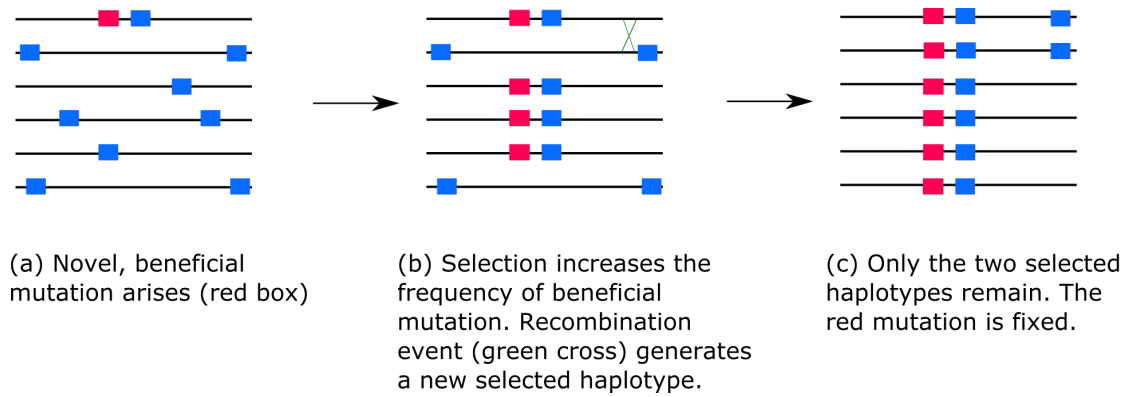 (a) Novel, beneficial
mutation arises (red box)
(b) Selection increases the
frequency of beneficial
mutation. Recombination
event (green cross) generates
a new selected haplotype.
(c) Only the two selected
haplotypes remain. The
red mutation is fixed.